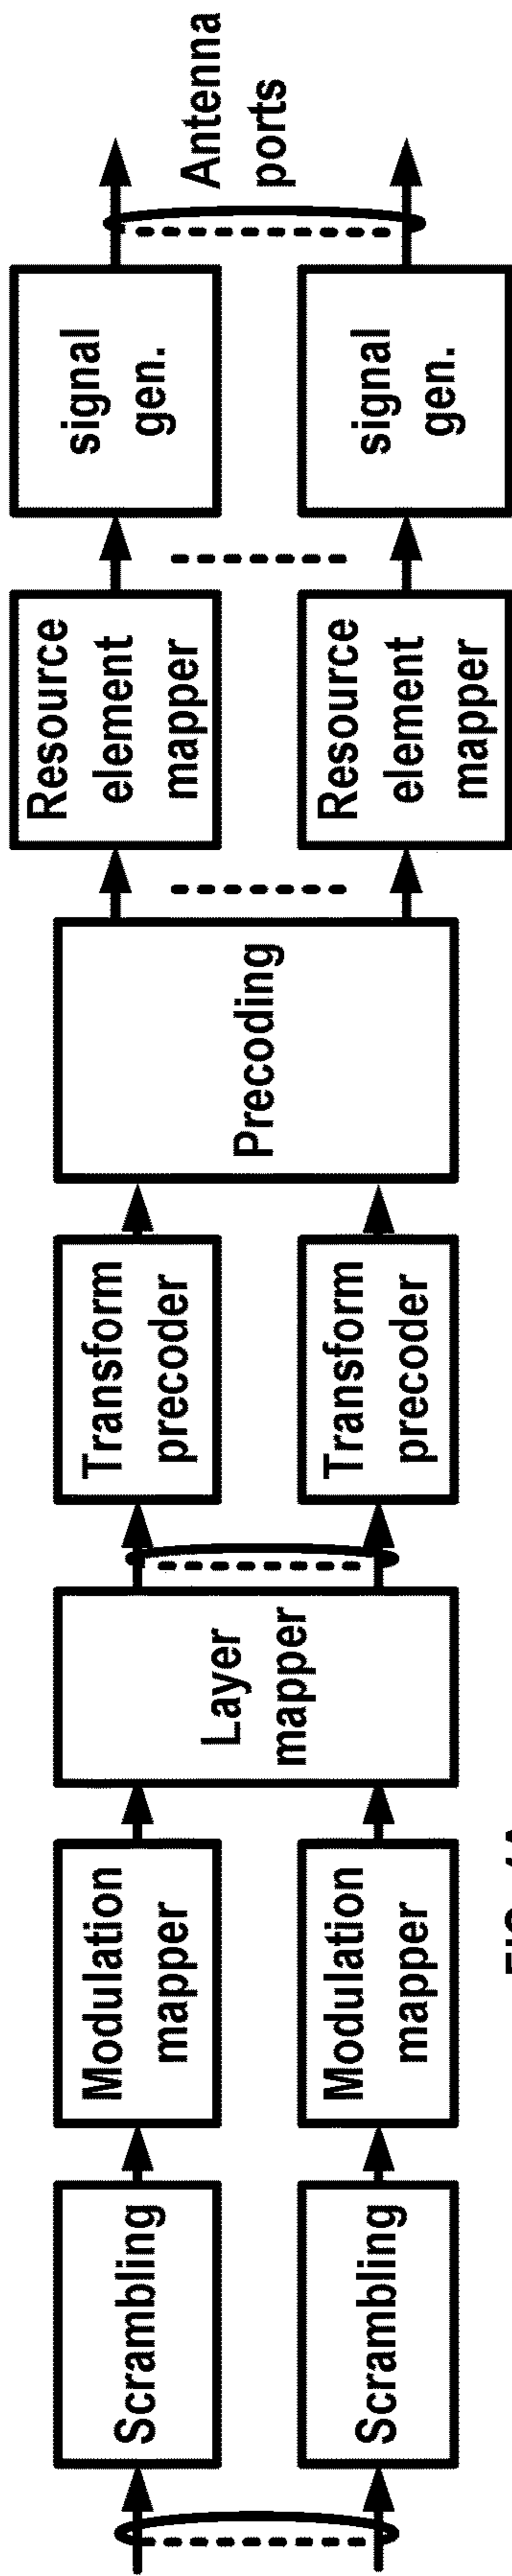 Scrambling
Scrambling
Modulation
mapper
Modulation
mapper
Layer
mapper
Transform
precoder
Transform
precoder
Precoding
Resource
element
mapper
Resource
element
mapper
signal
gen.
signal
gen.
Antenna
ports